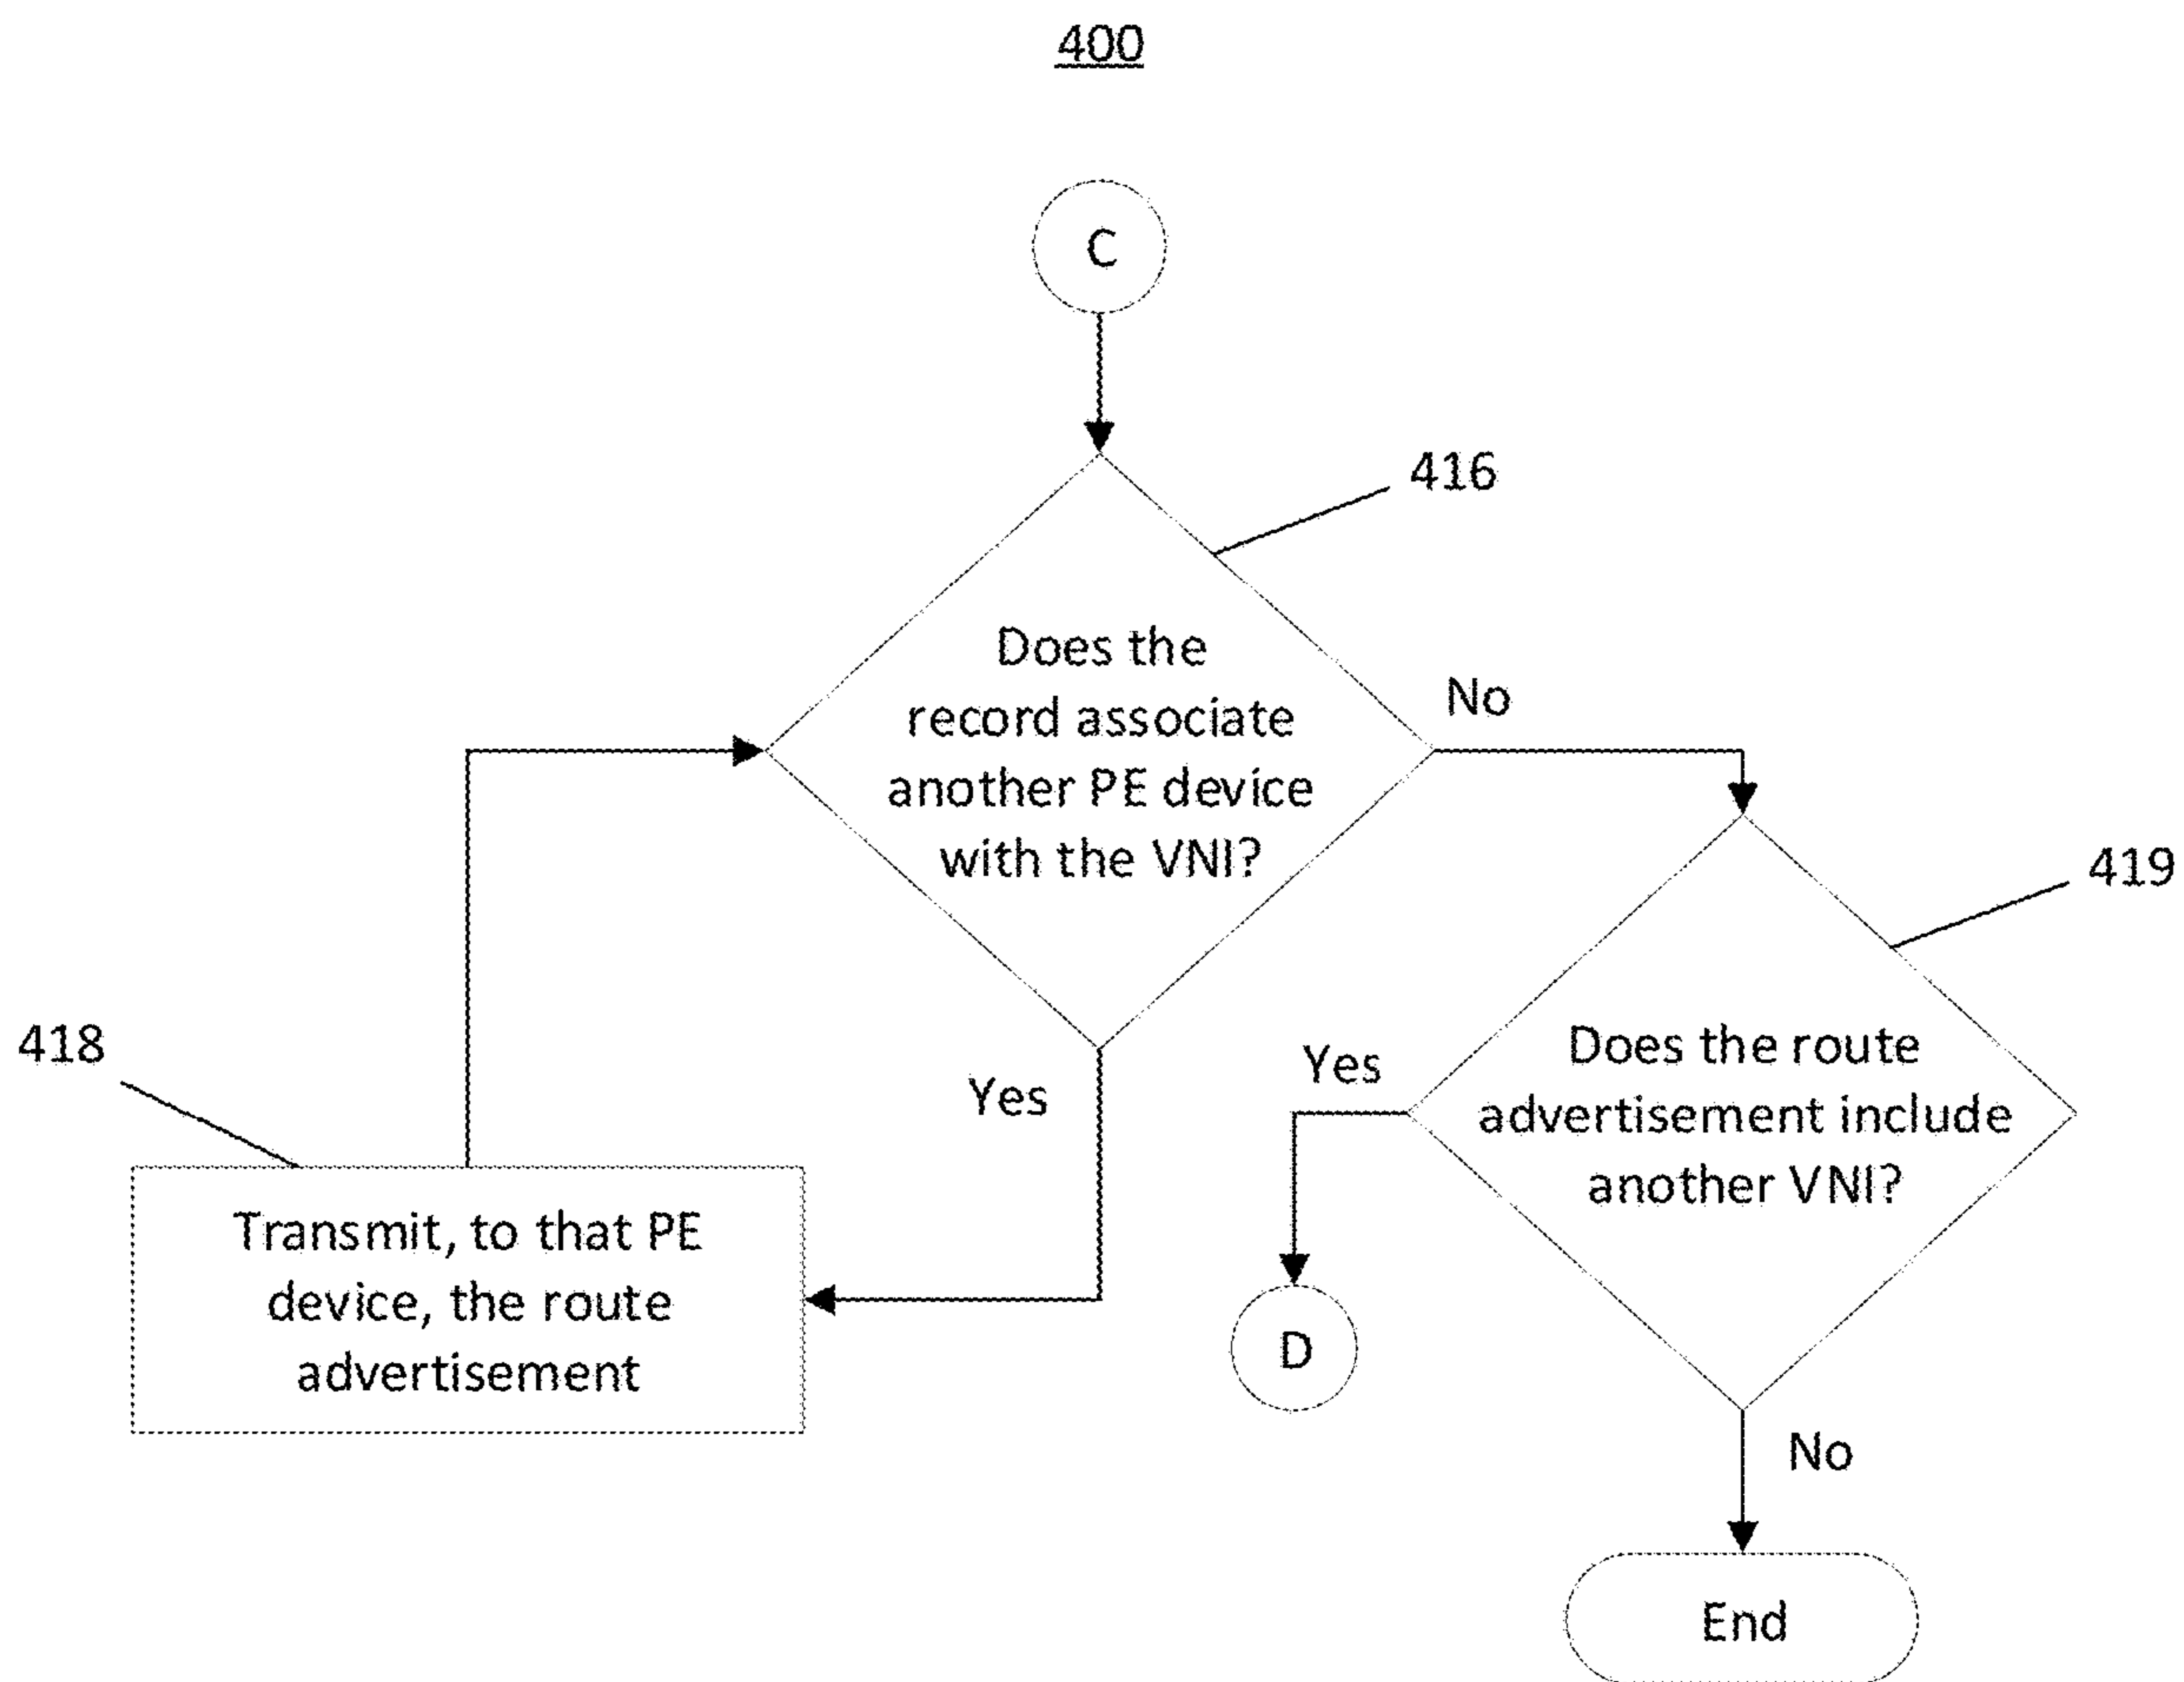 400
C
416
Does the
record associate
another PE device
with the VNI?
No
419
418
Yes
Yes
Does the route
advertisement include
another VNI?
Transmit, to that PE
device, the route
advertisement
D
No
End